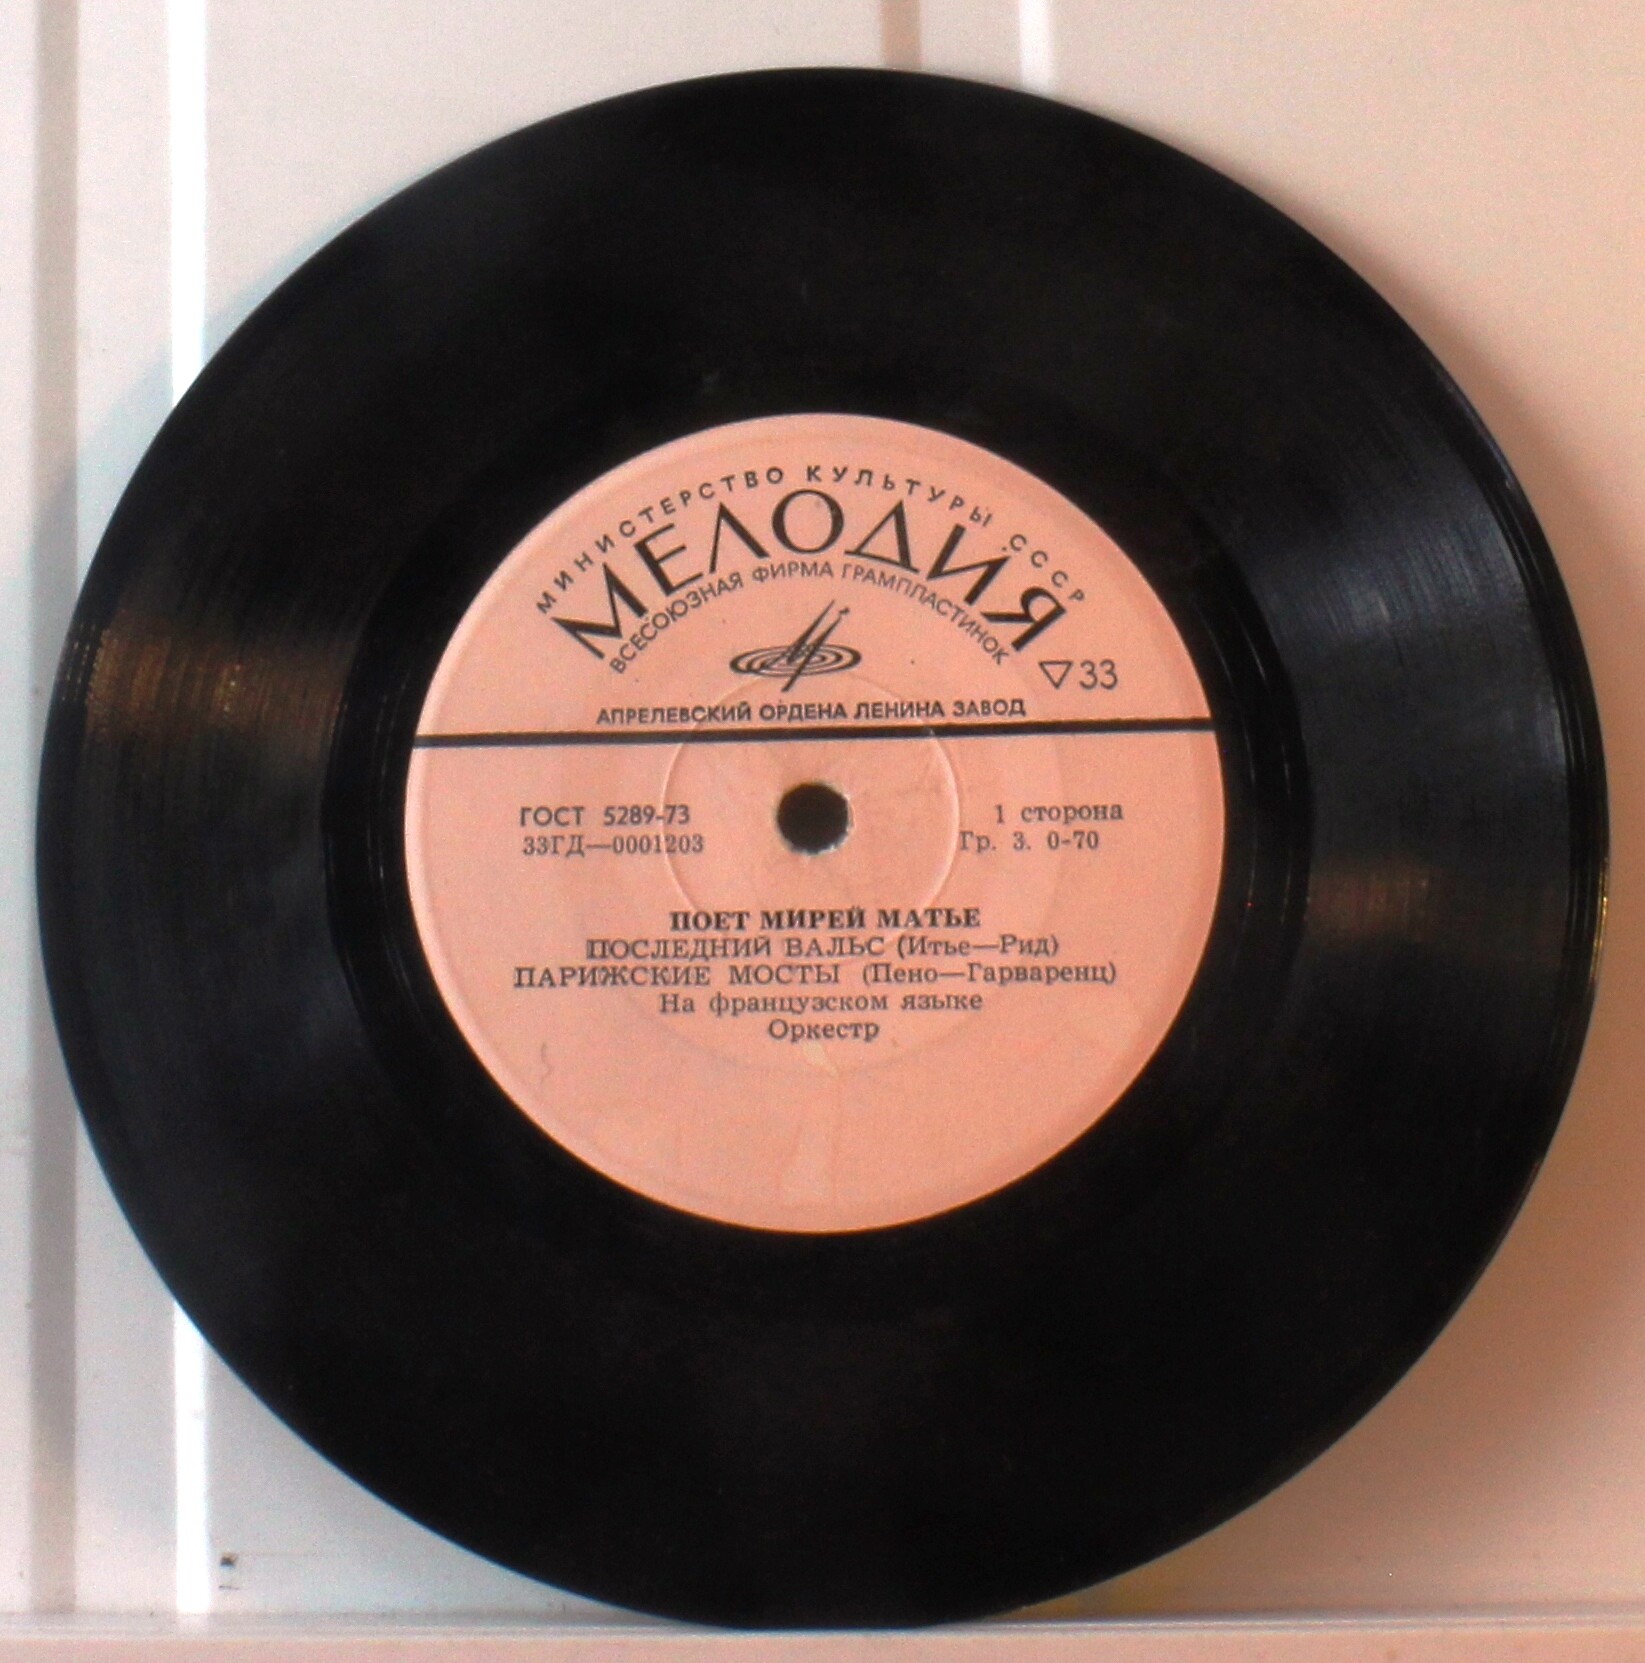 МИНИСТЕРСТВО КУЛЬТУРЫ СССР
МЕЛОДИЯ
ВСЕСОЮЗНАЯ ФИРМА ГРАМПЛАСТИНОК
▽33
АПРЕЛЕВСКИЙ ОРДЕНА ЛЕНИНА ЗАВОД
ГОСТ 5289-73
1 сторона
33ГД—0001203
Гр. 3. 0-70
ПОЕТ МИРЕЙ МАТЬЕ
ПОСЛЕДНИЙ ВАЛЬС (Итье—Рид)
ПАРИЖСКИЕ МОСТЫ (Пено—Гарваренц)
На французском языке
Оркестр